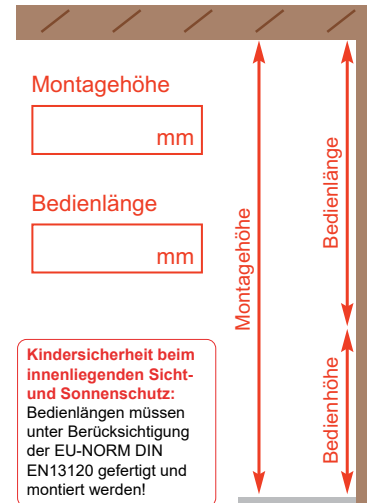 Montagehöhe
mm
Bedienlänge
mm
Kindersicherheit beim
innenliegenden Sicht-
und Sonnenschutz:
Bedienlängen müssen
unter Berücksichtigung
der EU-NORM DIN
EN13120 gefertigt und
montiert werden!
Montagehöhe
Bedienlänge
Bedienhöhe